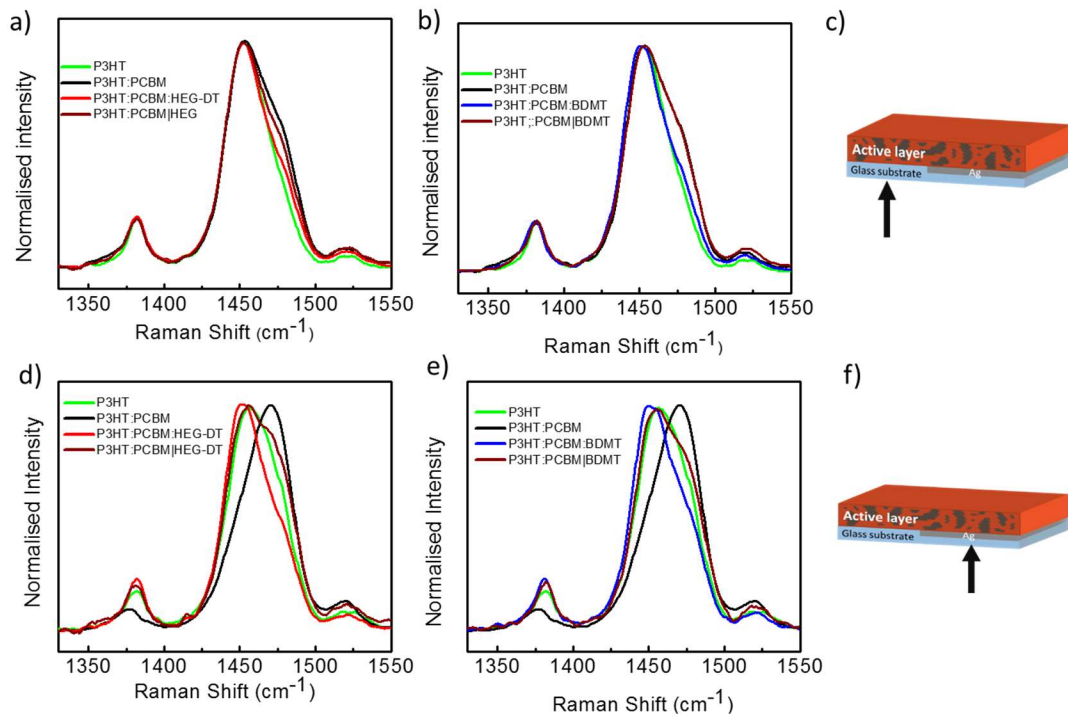 a)
Normalised intensity
P3HT
P3HT:PCBM
P3HT:PCBM:HEG-DT
P3HT:PCBM|HEG
1350 1400 1450 1500 1550
Raman Shift (cm⁻¹)
b)
Normalised Intensity
P3HT
P3HT:PCBM
P3HT:PCBM:BDMT
P3HT;:PCBM|BDMT
1350 1400 1450 1500 1550
Raman Shift (cm⁻¹)
c)
Active layer
Glass substrate
Ag
d)
Normalised Intensity
P3HT
P3HT:PCBM
P3HT:PCBM:HEG-DT
P3HT:PCBM|HEG-DT
1350 1400 1450 1500 1550
Raman Shift (cm⁻¹)
e)
Normalised Intensity
P3HT
P3HT:PCBM
P3HT:PCBM:BDMT
P3HT:PCBM|BDMT
1350 1400 1450 1500 1550
Raman Shift (cm⁻¹)
f)
Active layer
Glass substrate
Ag